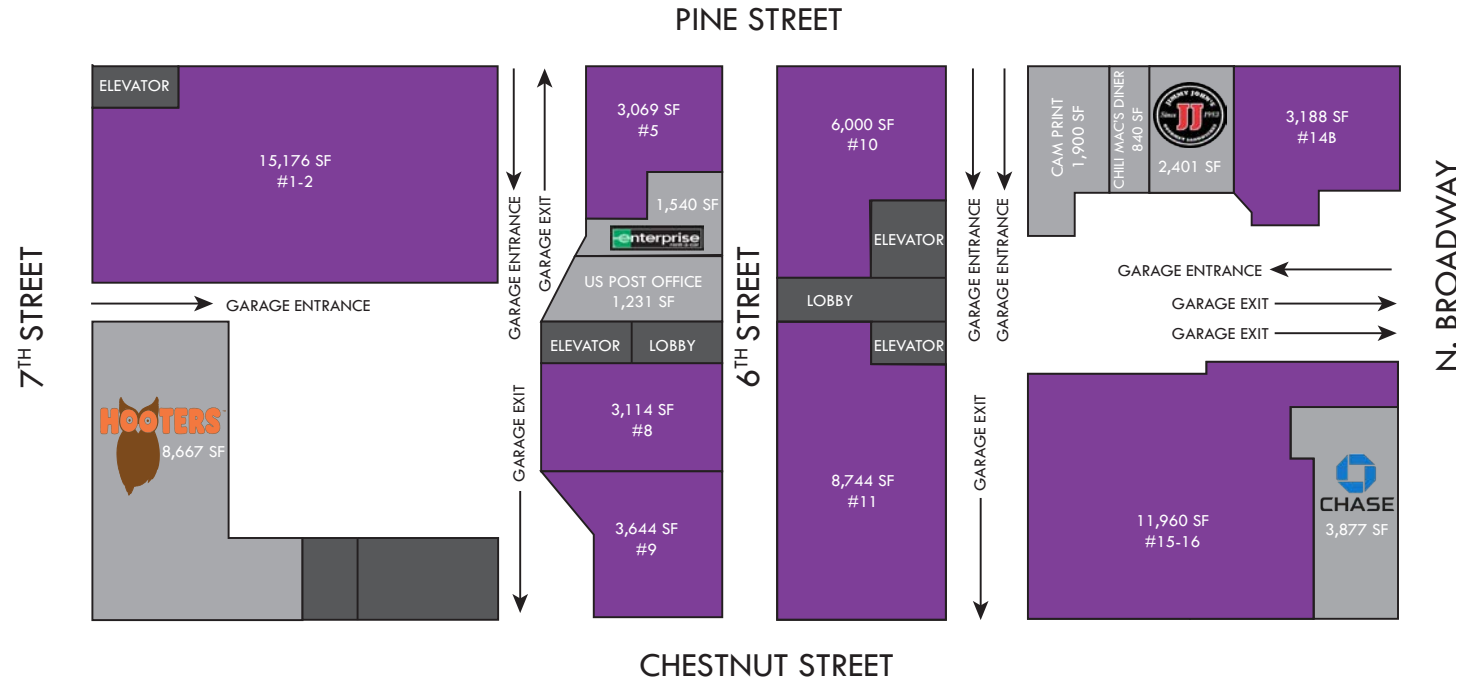 PINE STREET
ELEVATOR
15,176 SF
#1-2
GARAGE ENTRANCE
GARAGE EXIT
3,069 SF
#5
1,540 SF
enterprise
US POST OFFICE
1,231 SF
ELEVATOR
LOBBY
3,114 SF
#8
3,644 SF
#9
7TH STREET
GARAGE ENTRANCE
HOOTERS
8,667 SF
GARAGE EXIT
6TH STREET
6,000 SF
#10
ELEVATOR
LOBBY
ELEVATOR
8,744 SF
#11
GARAGE ENTRANCE
GARAGE ENTRANCE
GARAGE EXIT
CAM PRINT
1,900 SF
CHILI MAC'S DINER
840 SF
JIMMY JOHN'S
JJ
2,401 SF
3,188 SF
#14B
GARAGE ENTRANCE
GARAGE EXIT
GARAGE EXIT
N. BROADWAY
11,960 SF
#15-16
CHASE
3,877 SF
CHESTNUT STREET